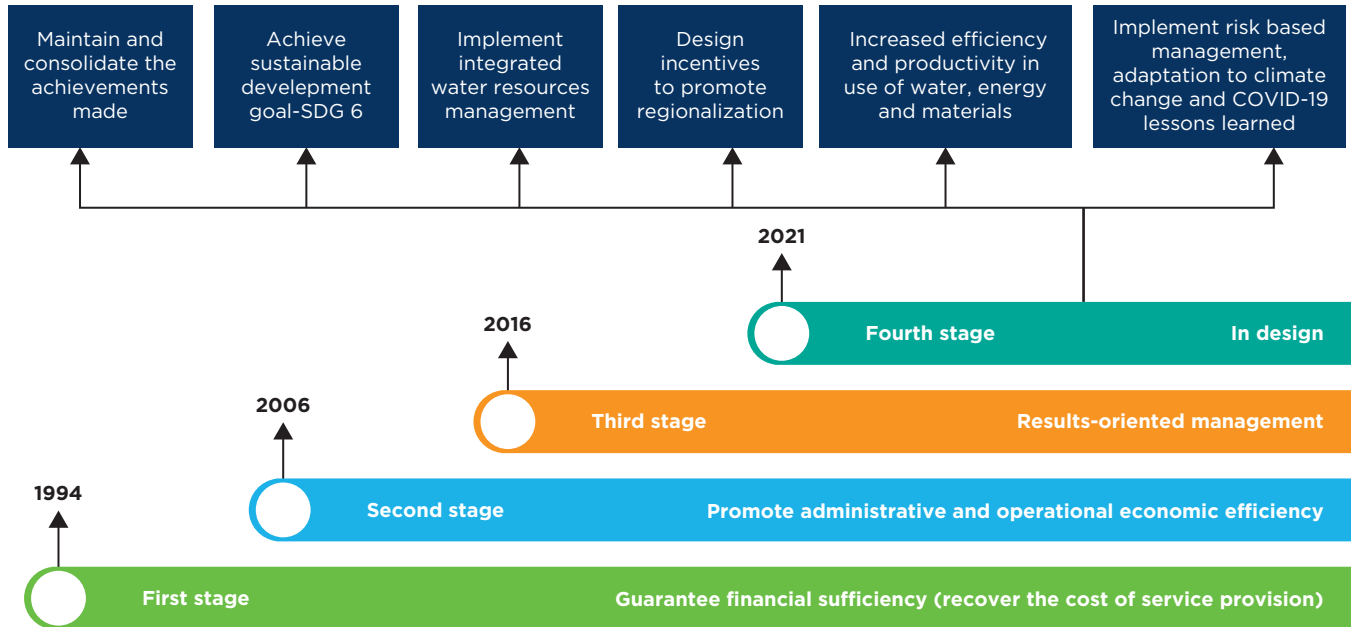 Maintain and
consolidate the
achievements
made
Achieve
sustainable
develepment
goal-SDG 6
Implement
integrated
water resources
management
Design
incentives
to promote
regionalization
Increased efficiency
and productivity in
use of water, energy
and materials
Implement risk based
management,
adaptation to climate
change and COVID-19
lessons learned
2021
Fourth stage
In design
2016
Third stage
Results-oriented management
2006
Second stage
Promote administrative and operational economic efficiency
1994
First stage
Guarantee financial sufficiency (recover the cost of service provision)